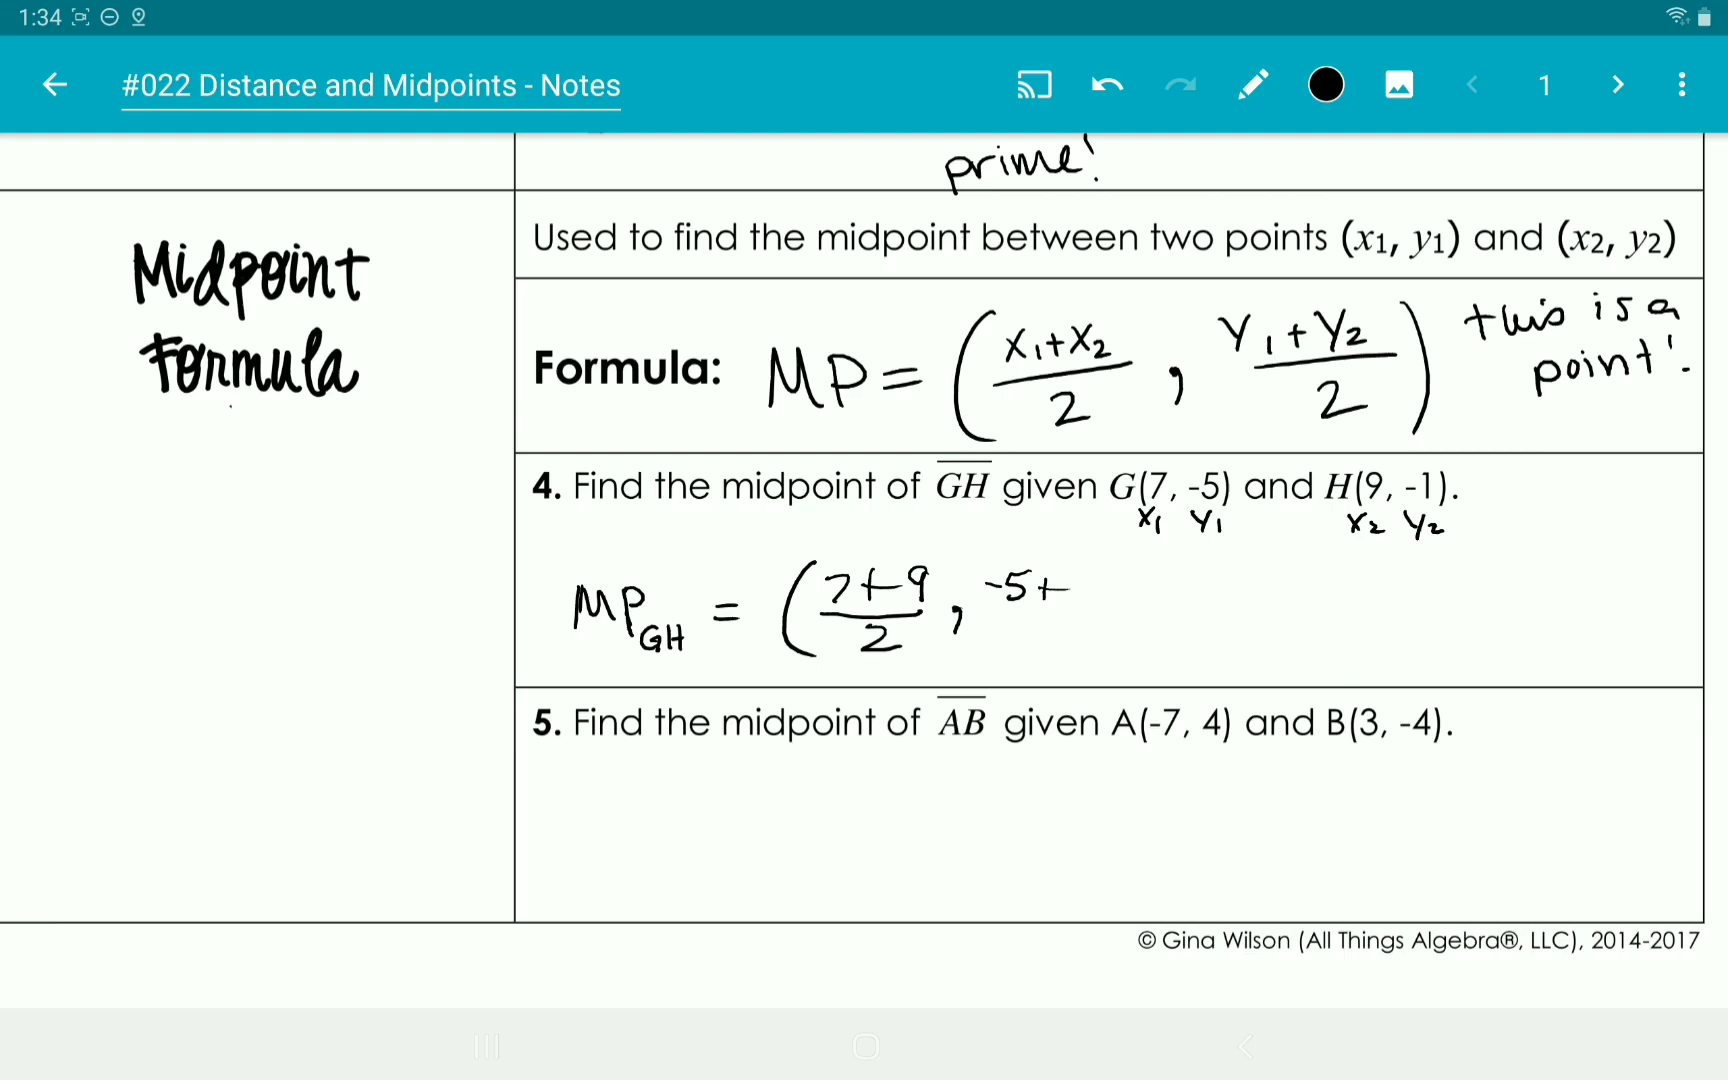 1:34
#022 Distance and Midpoints - Notes
1
prime!
Midpoint
Formula
Used to find the midpoint between two points (x1, y1) and (x2, y2)
Formula: MP = (x₁+x₂/2 , y₁+y₂/2) this is a
point!
4. Find the midpoint of GH given G(7, -5) and H(9, -1).
x₁ y₁ x₂ y₂
MP_GH = (7+9/2 , -5+
5. Find the midpoint of AB given A(-7, 4) and B(3, -4).
© Gina Wilson (All Things Algebra®, LLC), 2014-2017